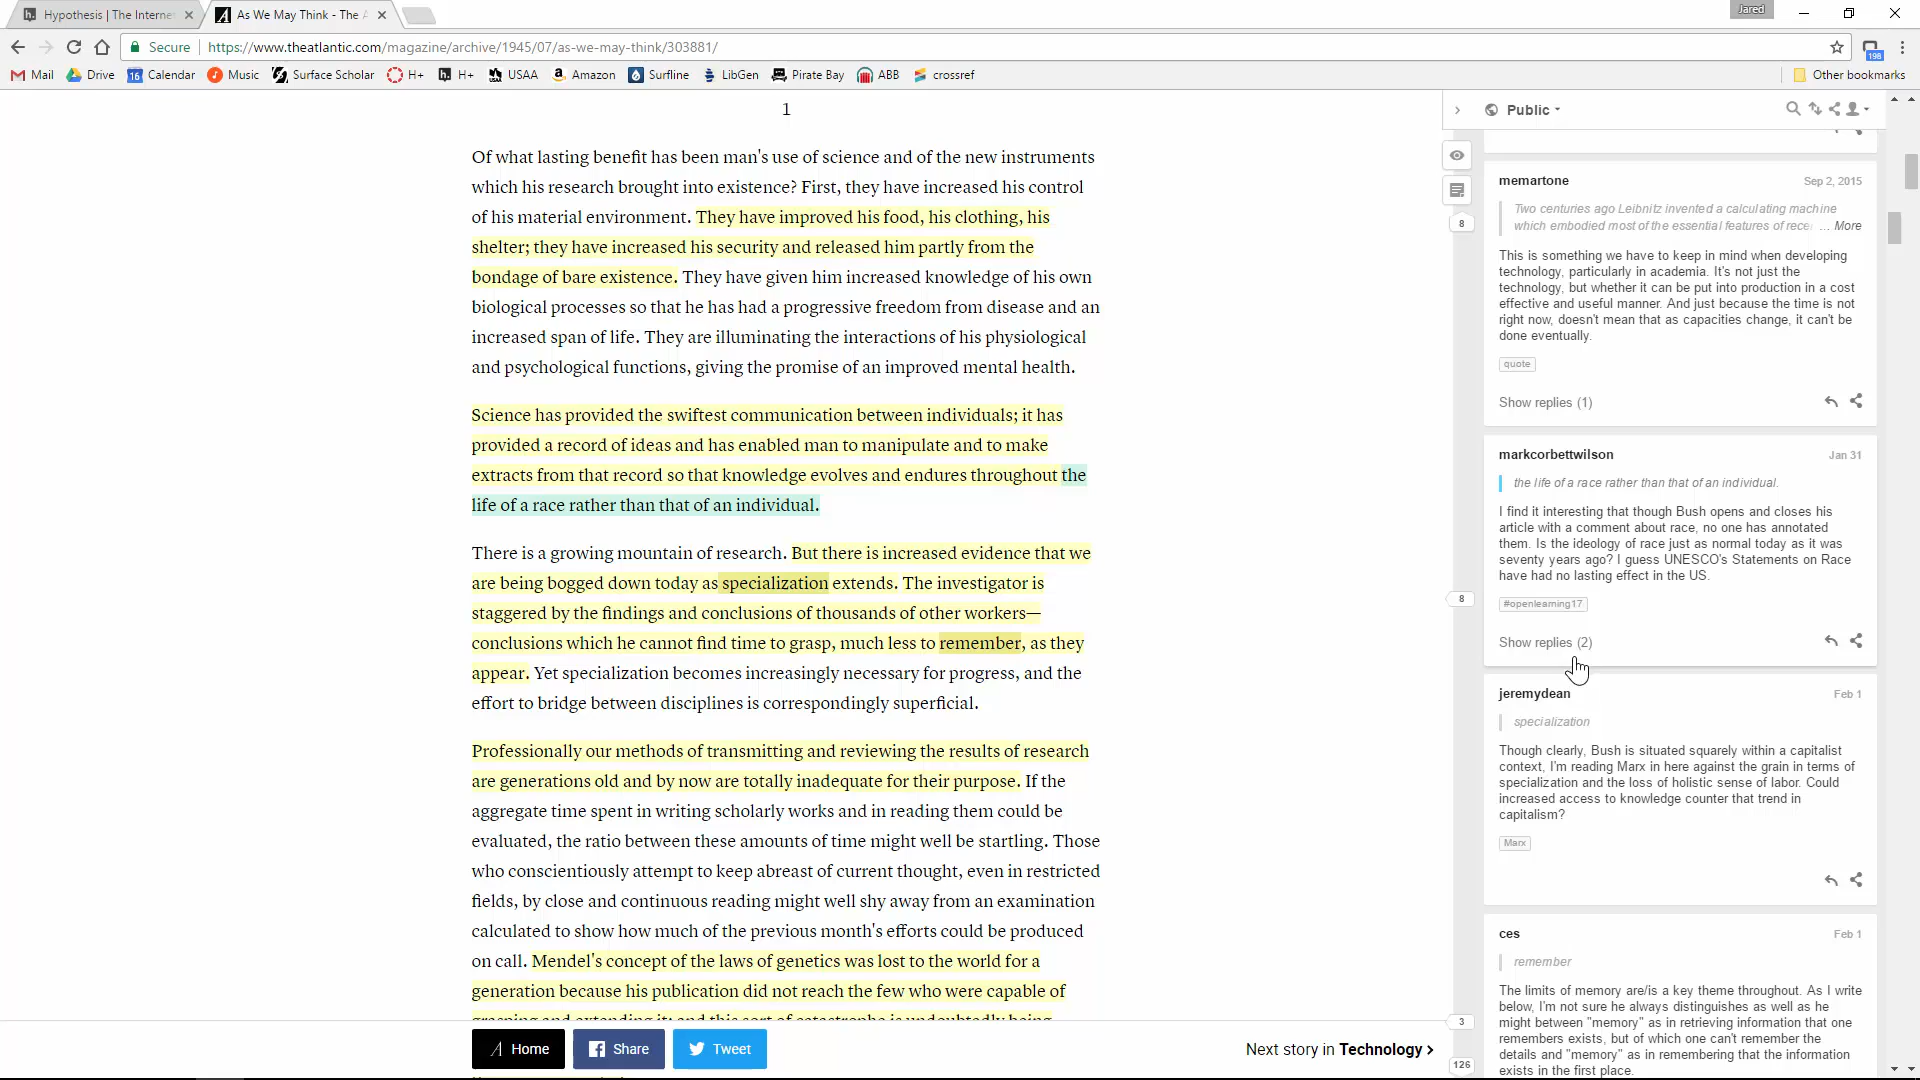 Hypothesis | The Interne
As We May Think - The A
Jared
Secure
https://www.theatlantic.com/magazine/archive/1945/07/as-we-may-think/303881/
198
Mail
Drive
16
Calendar
Music
Surface Scholar
H+
h.
H+
USAA
Amazon
Surfline
LibGen
Pirate Bay
ABB
crossref
Other bookmarks
1
Of what lasting benefit has been man's use of science and of the new instruments
which his research brought into existence? First, they have increased his control
of his material environment. They have improved his food, his clothing, his
shelter; they have increased his security and released him partly from the
bondage of bare existence. They have given him increased knowledge of his own
biological processes so that he has had a progressive freedom from disease and an
increased span of life. They are illuminating the interactions of his physiological
and psychological functions, giving the promise of an improved mental health.
Science has provided the swiftest communication between individuals; it has
provided a record of ideas and has enabled man to manipulate and to make
extracts from that record so that knowledge evolves and endures throughout the
life of a race rather than that of an individual.
There is a growing mountain of research. But there is increased evidence that we
are being bogged down today as specialization extends. The investigator is
staggered by the findings and conclusions of thousands of other workers—
conclusions which he cannot find time to grasp, much less to remember, as they
appear. Yet specialization becomes increasingly necessary for progress, and the
effort to bridge between disciplines is correspondingly superficial.
Professionally our methods of transmitting and reviewing the results of research
are generations old and by now are totally inadequate for their purpose. If the
aggregate time spent in writing scholarly works and in reading them could be
evaluated, the ratio between these amounts of time might well be startling. Those
who conscientiously attempt to keep abreast of current thought, even in restricted
fields, by close and continuous reading might well shy away from an examination
calculated to show how much of the previous month's efforts could be produced
on call. Mendel's concept of the laws of genetics was lost to the world for a
generation because his publication did not reach the few who were capable of
grasping and extending it; and this sort of catastrophe is undoubtedly being
Home
Share
Tweet
Next story in Technology >
Public
8
8
3
126
memartone
Sep 2, 2015
Two centuries ago Leibnitz invented a calculating machine
which embodied most of the essential features of rece ... More
This is something we have to keep in mind when developing
technology, particularly in academia. It's not just the
technology, but whether it can be put into production in a cost
effective and useful manner. And just because the time is not
right now, doesn't mean that as capacities change, it can't be
done eventually.
quote
Show replies (1)
markcorbettwilson
Jan 31
the life of a race rather than that of an individual.
I find it interesting that though Bush opens and closes his
article with a comment about race, no one has annotated
them. Is the ideology of race just as normal today as it was
seventy years ago? I guess UNESCO's Statements on Race
have had no lasting effect in the US.
#openlearning17
Show replies (2)
jeremydean
Feb 1
specialization
Though clearly, Bush is situated squarely within a capitalist
context, I'm reading Marx in here against the grain in terms of
specialization and the loss of holistic sense of labor. Could
increased access to knowledge counter that trend in
capitalism?
Marx
ces
Feb 1
remember
The limits of memory are/is a key theme throughout. As I write
below, I'm not sure he always distinguishes as well as he
might between "memory" as in retrieving information that one
remembers exists, but of which one can't remember the
details and "memory" as in remembering that the information
exists in the first place.